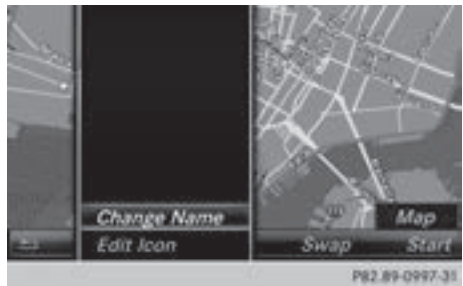 Change Name
Map
Edit Icon
Swap
Start
P82.89-0997-31